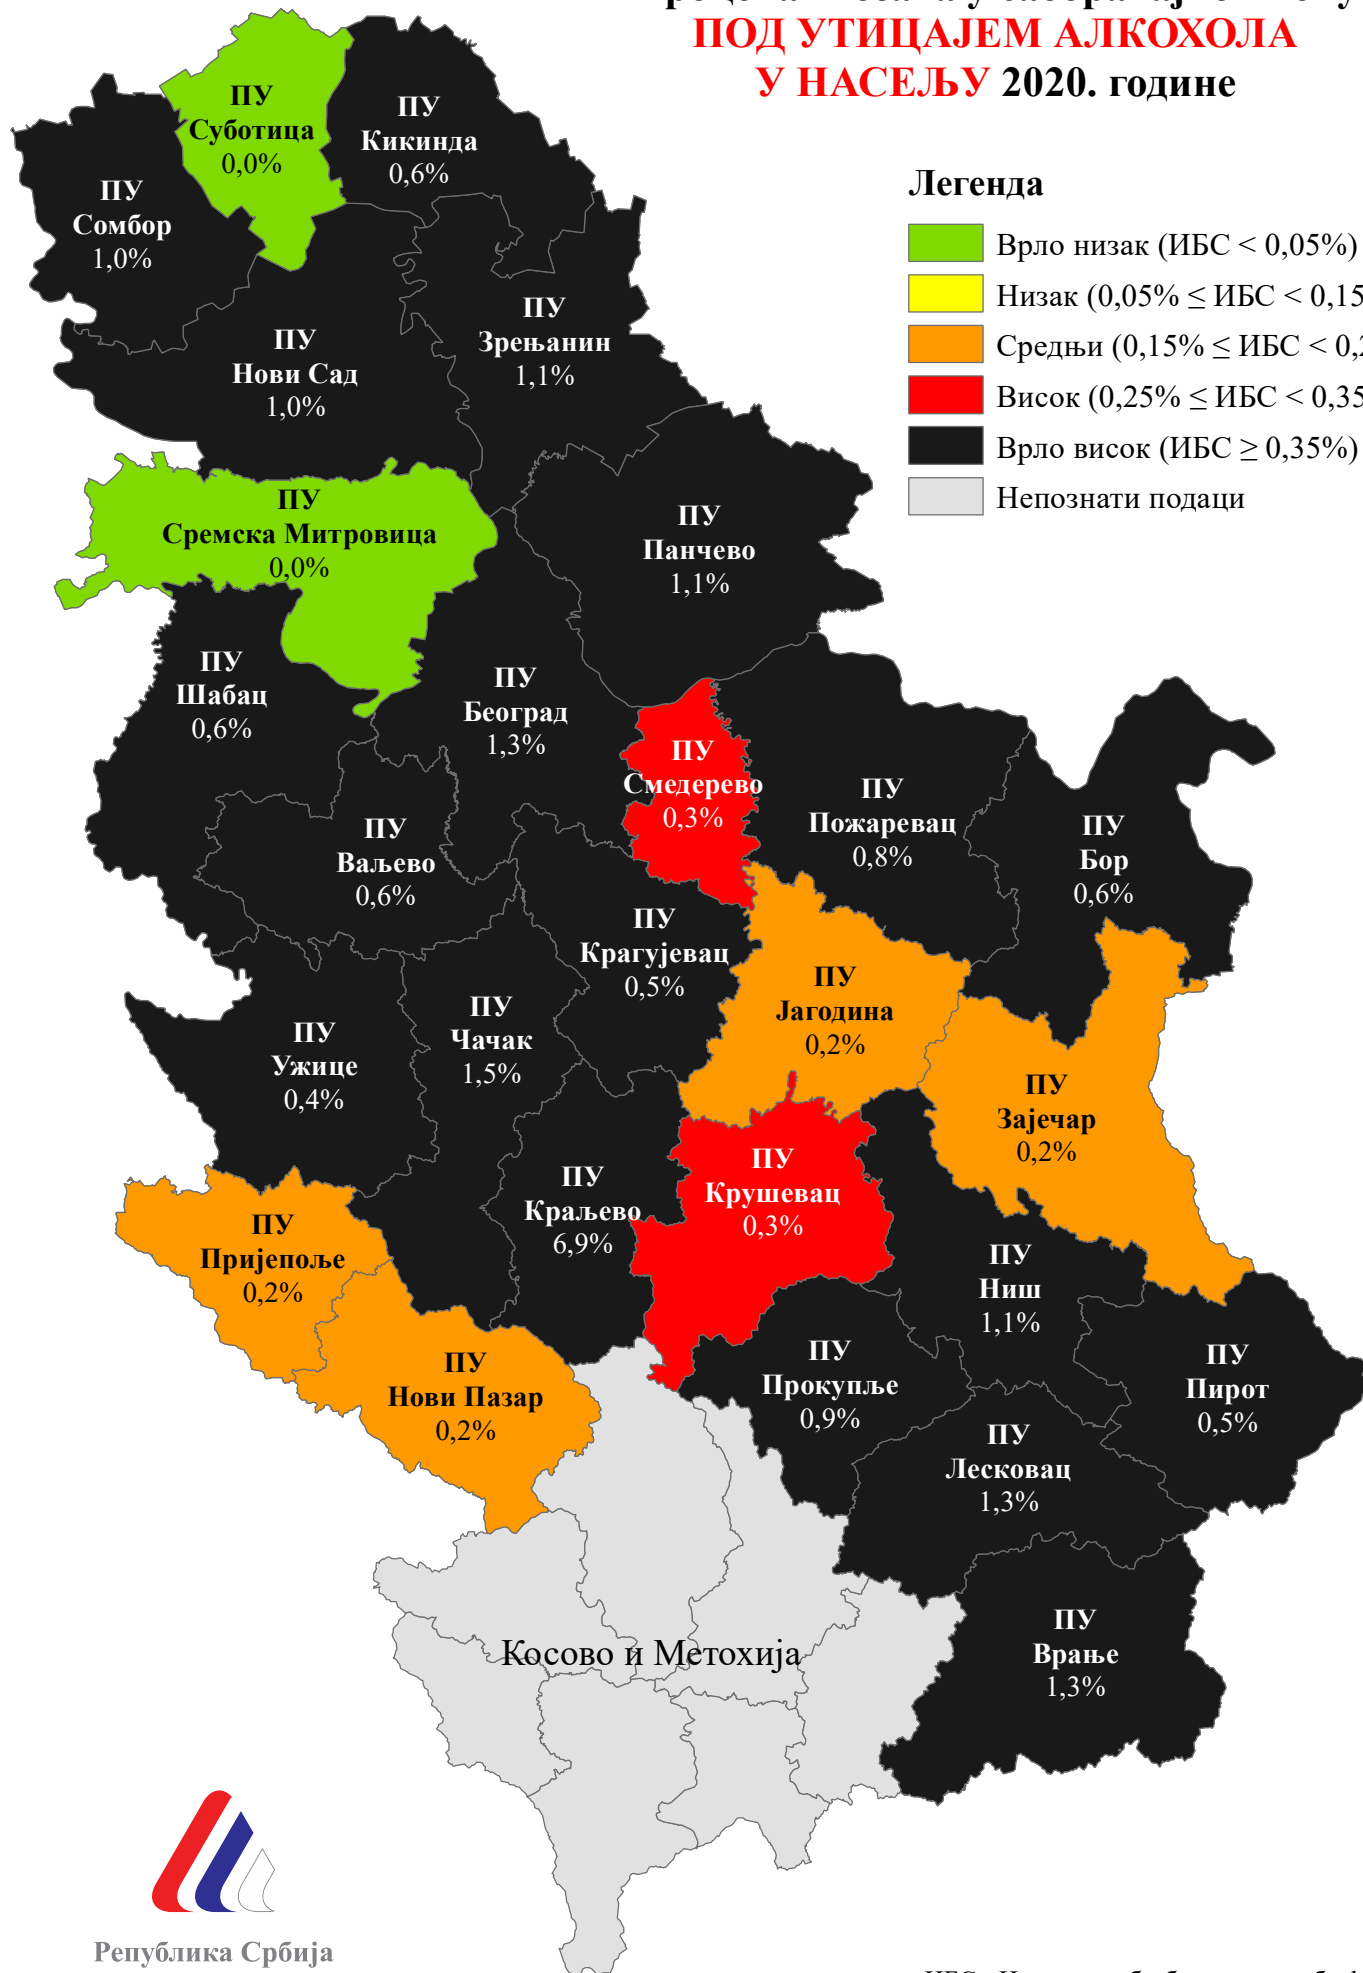 ПОД УТИЦАЈЕМ АЛКОХОЛА
У НАСЕЉУ 2020. године
Легенда
Врло низак (ИБС < 0,05%)
Низак (0,05% ≤ ИБС < 0,15
Средњи (0,15% ≤ ИБС < 0,2
Висок (0,25% ≤ ИБС < 0,35
Врло висок (ИБС ≥ 0,35%)
Непознати подаци
ПУ
Суботица
0,0%
ПУ
Кикинда
0,6%
ПУ
Сомбор
1,0%
ПУ
Зрењанин
1,1%
ПУ
Нови Сад
1,0%
ПУ
Сремска Митровица
0,0%
ПУ
Панчево
1,1%
ПУ
Шабац
0,6%
ПУ
Београд
1,3%
ПУ
Смедерево
0,3%
ПУ
Пожаревац
0,8%
ПУ
Бор
0,6%
ПУ
Ваљево
0,6%
ПУ
Крагујевац
0,5%
ПУ
Јагодина
0,2%
ПУ
Чачак
1,5%
ПУ
Ужице
0,4%
ПУ
Зајечар
0,2%
ПУ
Крушевац
0,3%
ПУ
Краљево
6,9%
ПУ
Пријепоље
0,2%
ПУ
Ниш
1,1%
ПУ
Нови Пазар
0,2%
ПУ
Прокупље
0,9%
ПУ
Пирот
0,5%
ПУ
Лесковац
1,3%
ПУ
Врање
1,3%
Косово и Метохија
Република Србија